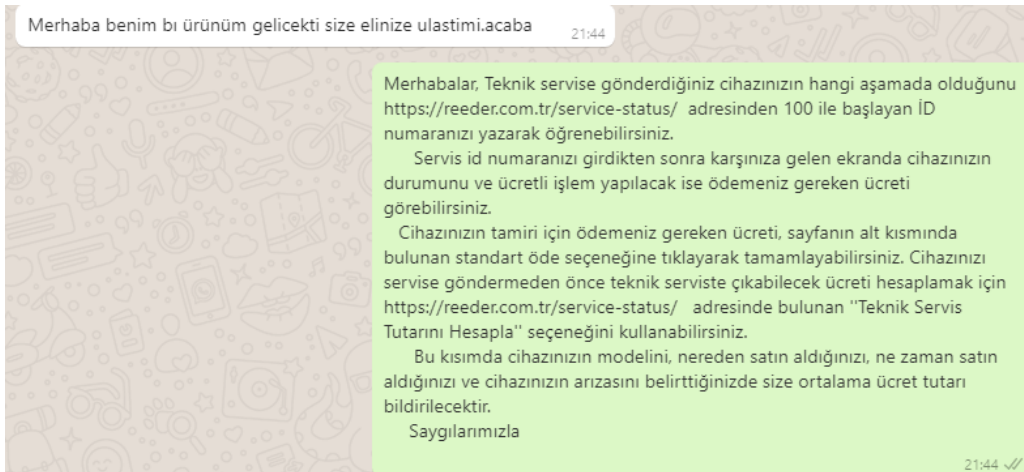 Merhaba benim bı ürünüm gelicekti size elinize ulastimi.acaba
21:44
Merhabalar, Teknik servise gönderdiğiniz cihazınızın hangi aşamada olduğunu
https://reeder.com.tr/service-status/ adresinden 100 ile başlayan İD
numaranızı yazarak öğrenebilirsiniz.
Servis id numaranızı girdikten sonra karşınıza gelen ekranda cihazınızın
durumunu ve ücretli işlem yapılacak ise ödemeniz gereken ücreti
görebilirsiniz.
Cihazınızın tamiri için ödemeniz gereken ücreti, sayfanın alt kısmında
bulunan standart öde seçeneğine tıklayarak tamamlayabilirsiniz. Cihazınızı
servise göndermeden önce teknik serviste çıkabilecek ücreti hesaplamak için
https://reeder.com.tr/service-status/ adresinde bulunan ''Teknik Servis
Tutarını Hesapla'' seçeneğini kullanabilirsiniz.
Bu kısımda cihazınızın modelini, nereden satın aldığınızı, ne zaman satın
aldığınızı ve cihazınızın arızasını belirttiğinizde size ortalama ücret tutarı
bildirilecektir.
Saygılarımızla
21:44